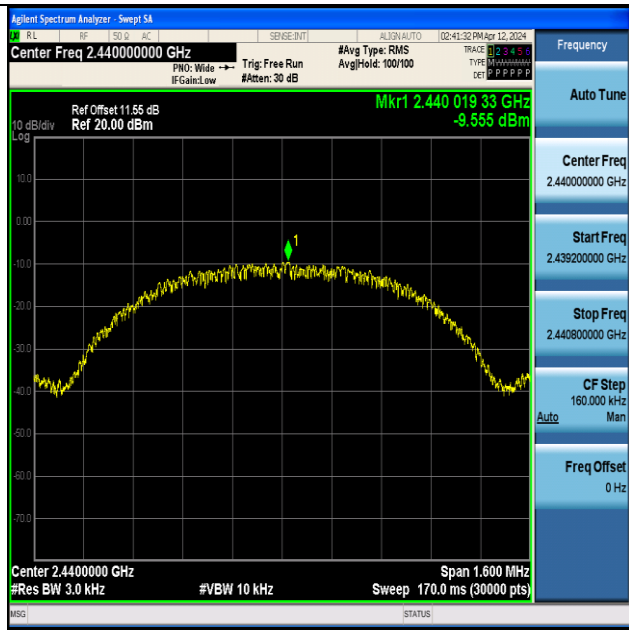 Agilent Spectrum Analyzer - Swept SA
RL RF 50 Ω AC SENSE:INT ALIGN AUTO 02:41:32 PM Apr 12, 2024
Center Freq 2.440000000 GHz
PNO: Wide
IFGain:Low
Trig: Free Run
#Atten: 30 dB
#Avg Type: RMS
Avg|Hold: 100/100
TRACE 1 2 3 4 5 6
TYPE M
DET P P P P P P
Ref Offset 11.55 dB
10 dB/div Ref 20.00 dBm
Log
Mkr1 2.440 019 33 GHz
-9.555 dBm
10.0
0.00
-10.0
-20.0
-30.0
-40.0
-50.0
-60.0
-70.0
1
Center 2.4400000 GHz
Span 1.600 MHz
#Res BW 3.0 kHz
#VBW 10 kHz
Sweep 170.0 ms (30000 pts)
MSG
STATUS
Frequency
Auto Tune
Center Freq
2.440000000 GHz
Start Freq
2.439200000 GHz
Stop Freq
2.440800000 GHz
CF Step
160.000 kHz
Auto Man
Freq Offset
0 Hz